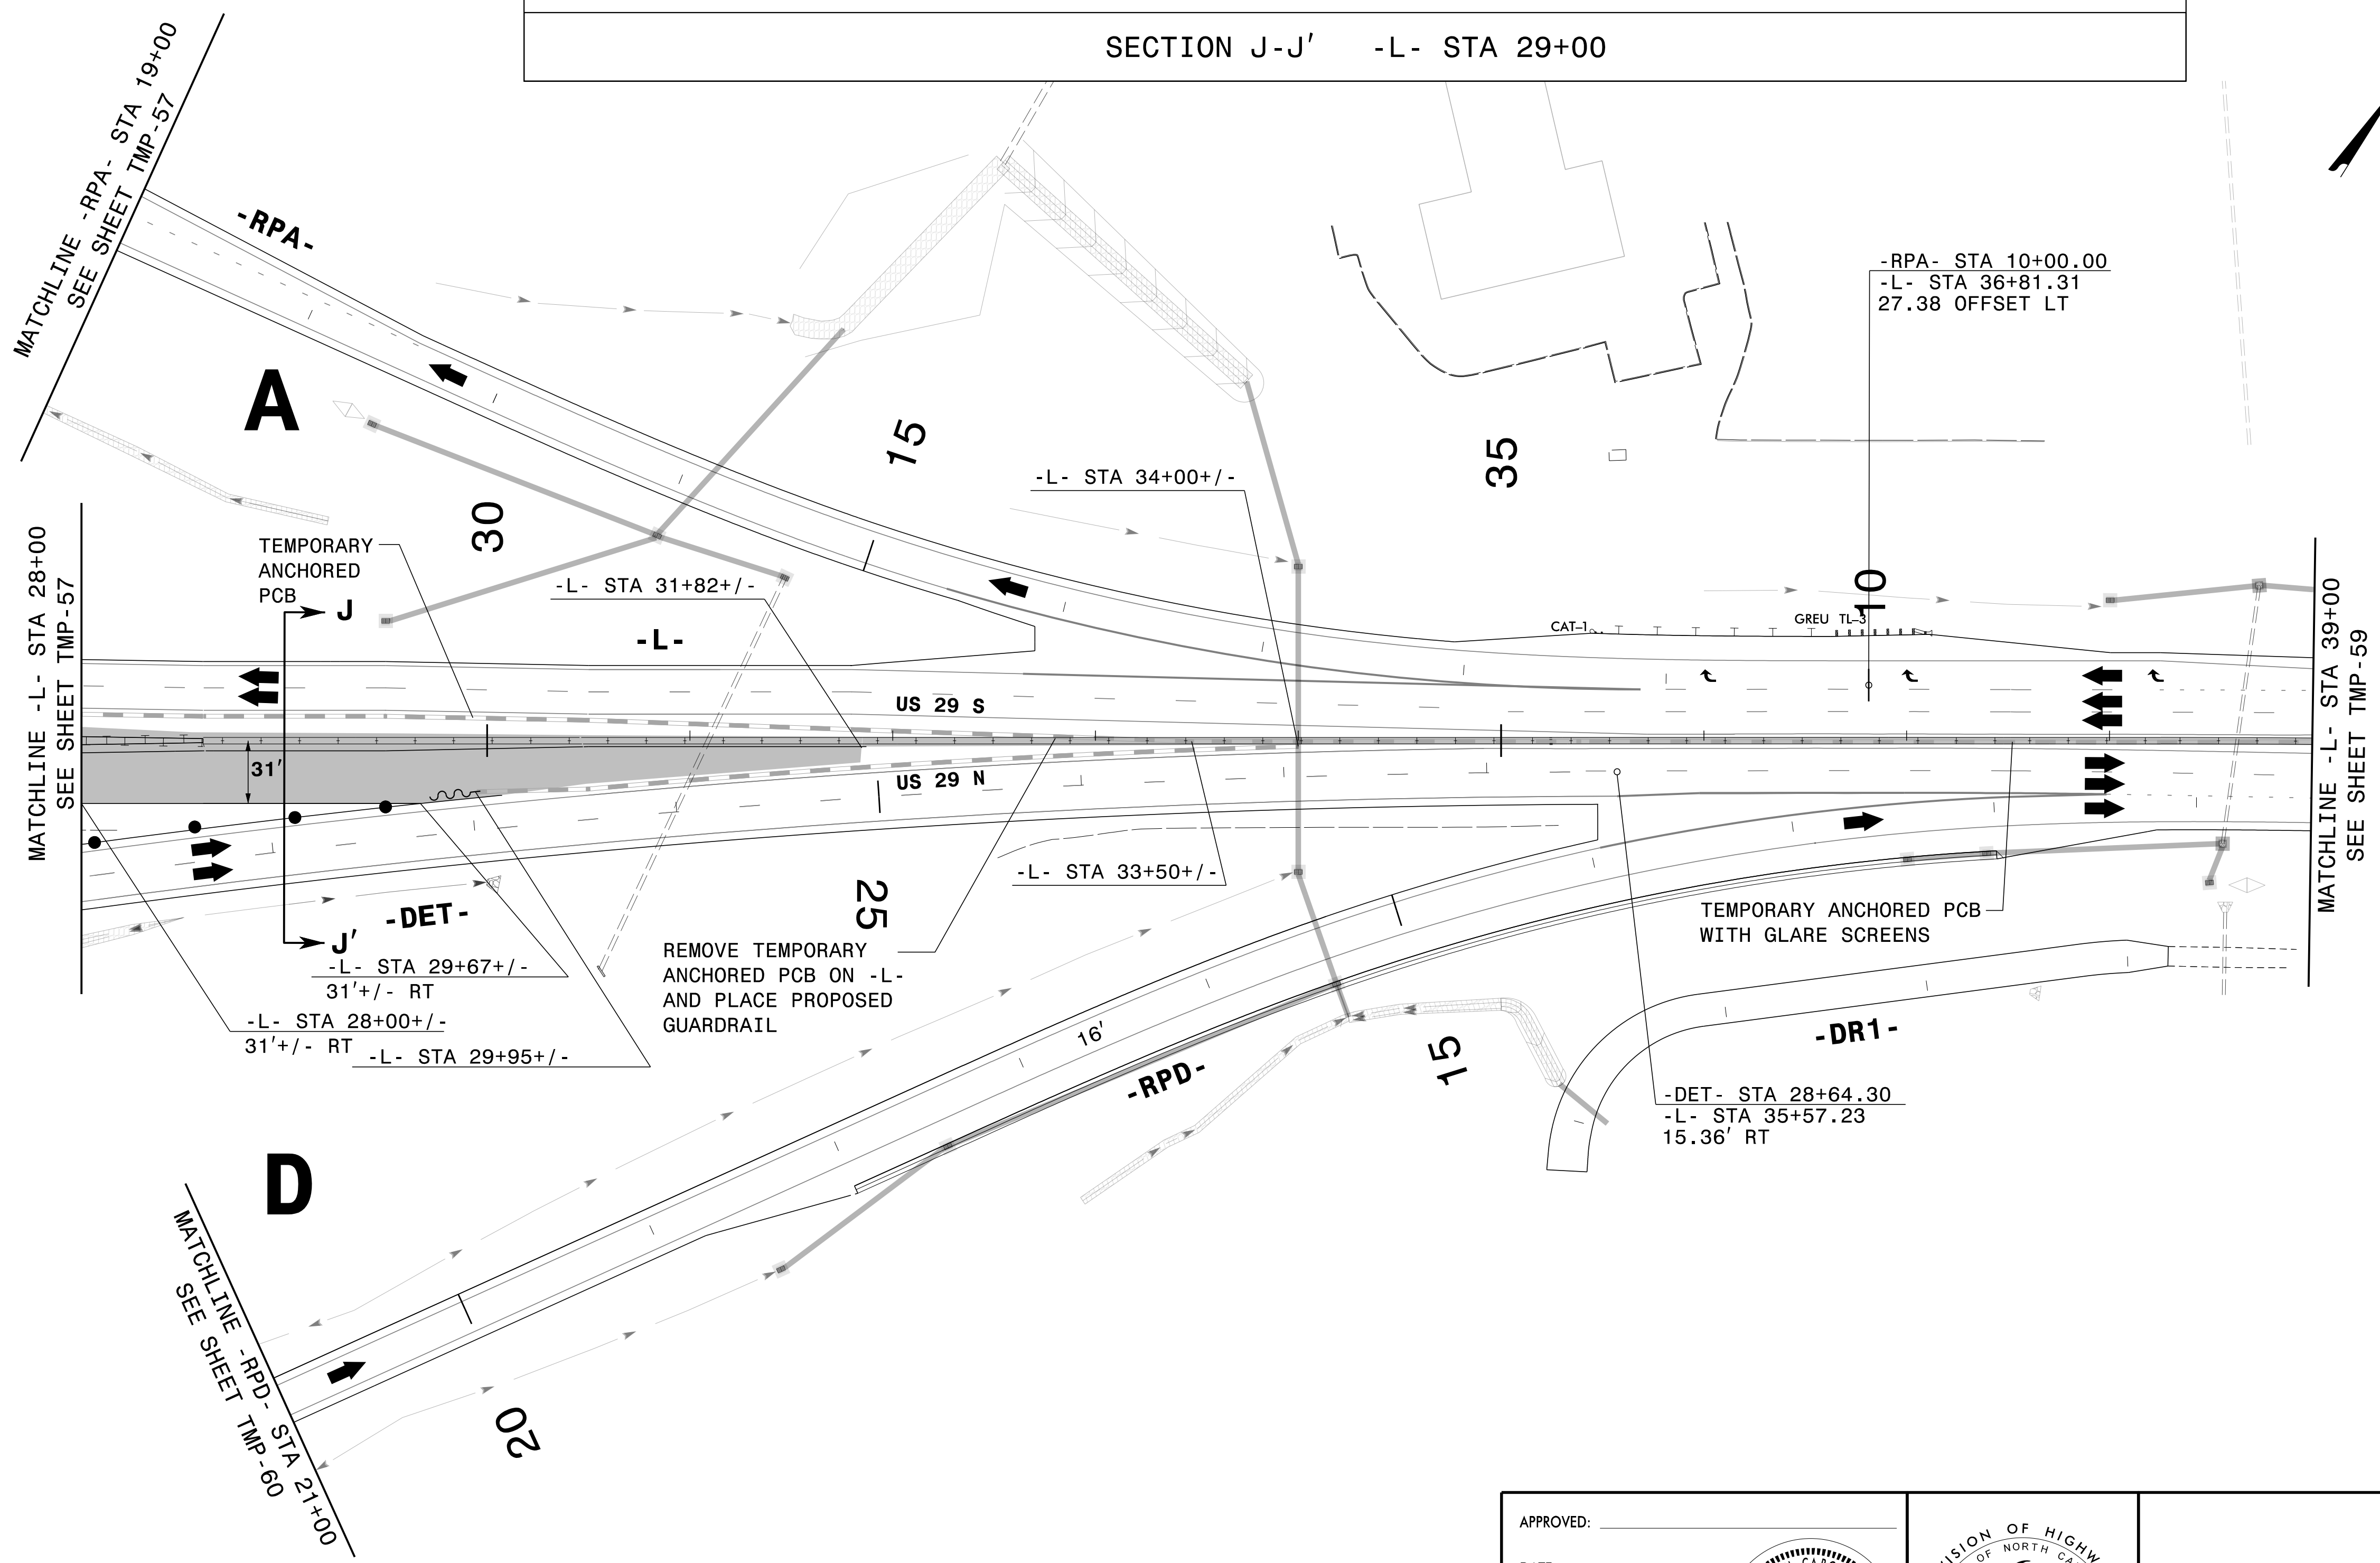 SECTION J-J' -L- STA 29+00
MATCHLINE -RPA- STA 19+00
SEE SHEET TMP-57
-RPA-
A
-RPA- STA 10+00.00
-L- STA 36+81.31
27.38 OFFSET LT
15
35
30
-L- STA 34+00+/-
TEMPORARY
ANCHORED
PCB
J
-L- STA 31+82+/-
-L-
10
CAT-1
GREU TL-3
MATCHLINE -L- STA 28+00
SEE SHEET TMP-57
MATCHLINE -L- STA 39+00
SEE SHEET TMP-59
US 29 S
31'
US 29 N
-L- STA 33+50+/-
25
-DET-
J'
-L- STA 29+67+/-
31'+/- RT
-L- STA 28+00+/-
31'+/- RT
-L- STA 29+95+/-
REMOVE TEMPORARY
ANCHORED PCB ON -L-
AND PLACE PROPOSED
GUARDRAIL
TEMPORARY ANCHORED PCB
WITH GLARE SCREENS
16'
-RPD-
15
-DR1-
-DET- STA 28+64.30
-L- STA 35+57.23
15.36' RT
D
MATCHLINE -RPD- STA 21+00
SEE SHEET TMP-60
20
APPROVED:
OF HIGHW
OF NORTH CA